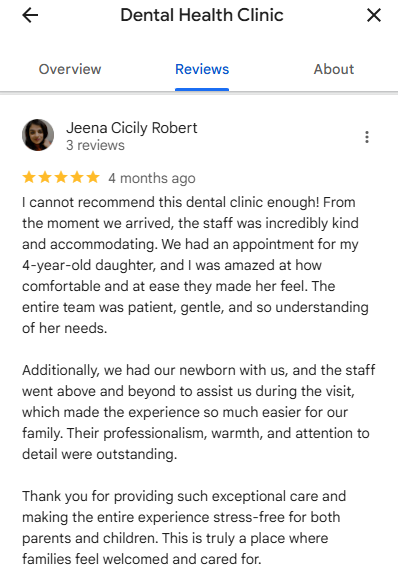 Dental Health Clinic
Overview
Reviews
About
Jeena Cicily Robert
3 reviews
4 months ago
I cannot recommend this dental clinic enough! From
the moment we arrived, the staff was incredibly kind
and accommodating. We had an appointment for my
4-year-old daughter, and I was amazed at how
comfortable and at ease they made her feel. The
entire team was patient, gentle, and so understanding
of her needs.
Additionally, we had our newborn with us, and the staff
went above and beyond to assist us during the visit,
which made the experience so much easier for our
family. Their professionalism, warmth, and attention to
detail were outstanding.
Thank you for providing such exceptional care and
making the entire experience stress-free for both
parents and children. This is truly a place where
families feel welcomed and cared for.